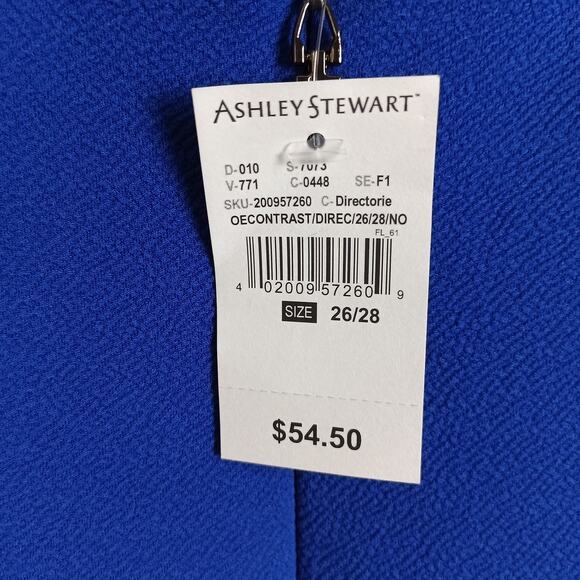 ASHLEY STEWART™
D-010 S-7073
V-771 C-0448 SE-F1
SKU-200957260 C-Directorie
OECONTRAST/DIREC/26/28/NO
FL_61
4 02009 57260 9
SIZE 26/28
$54.50